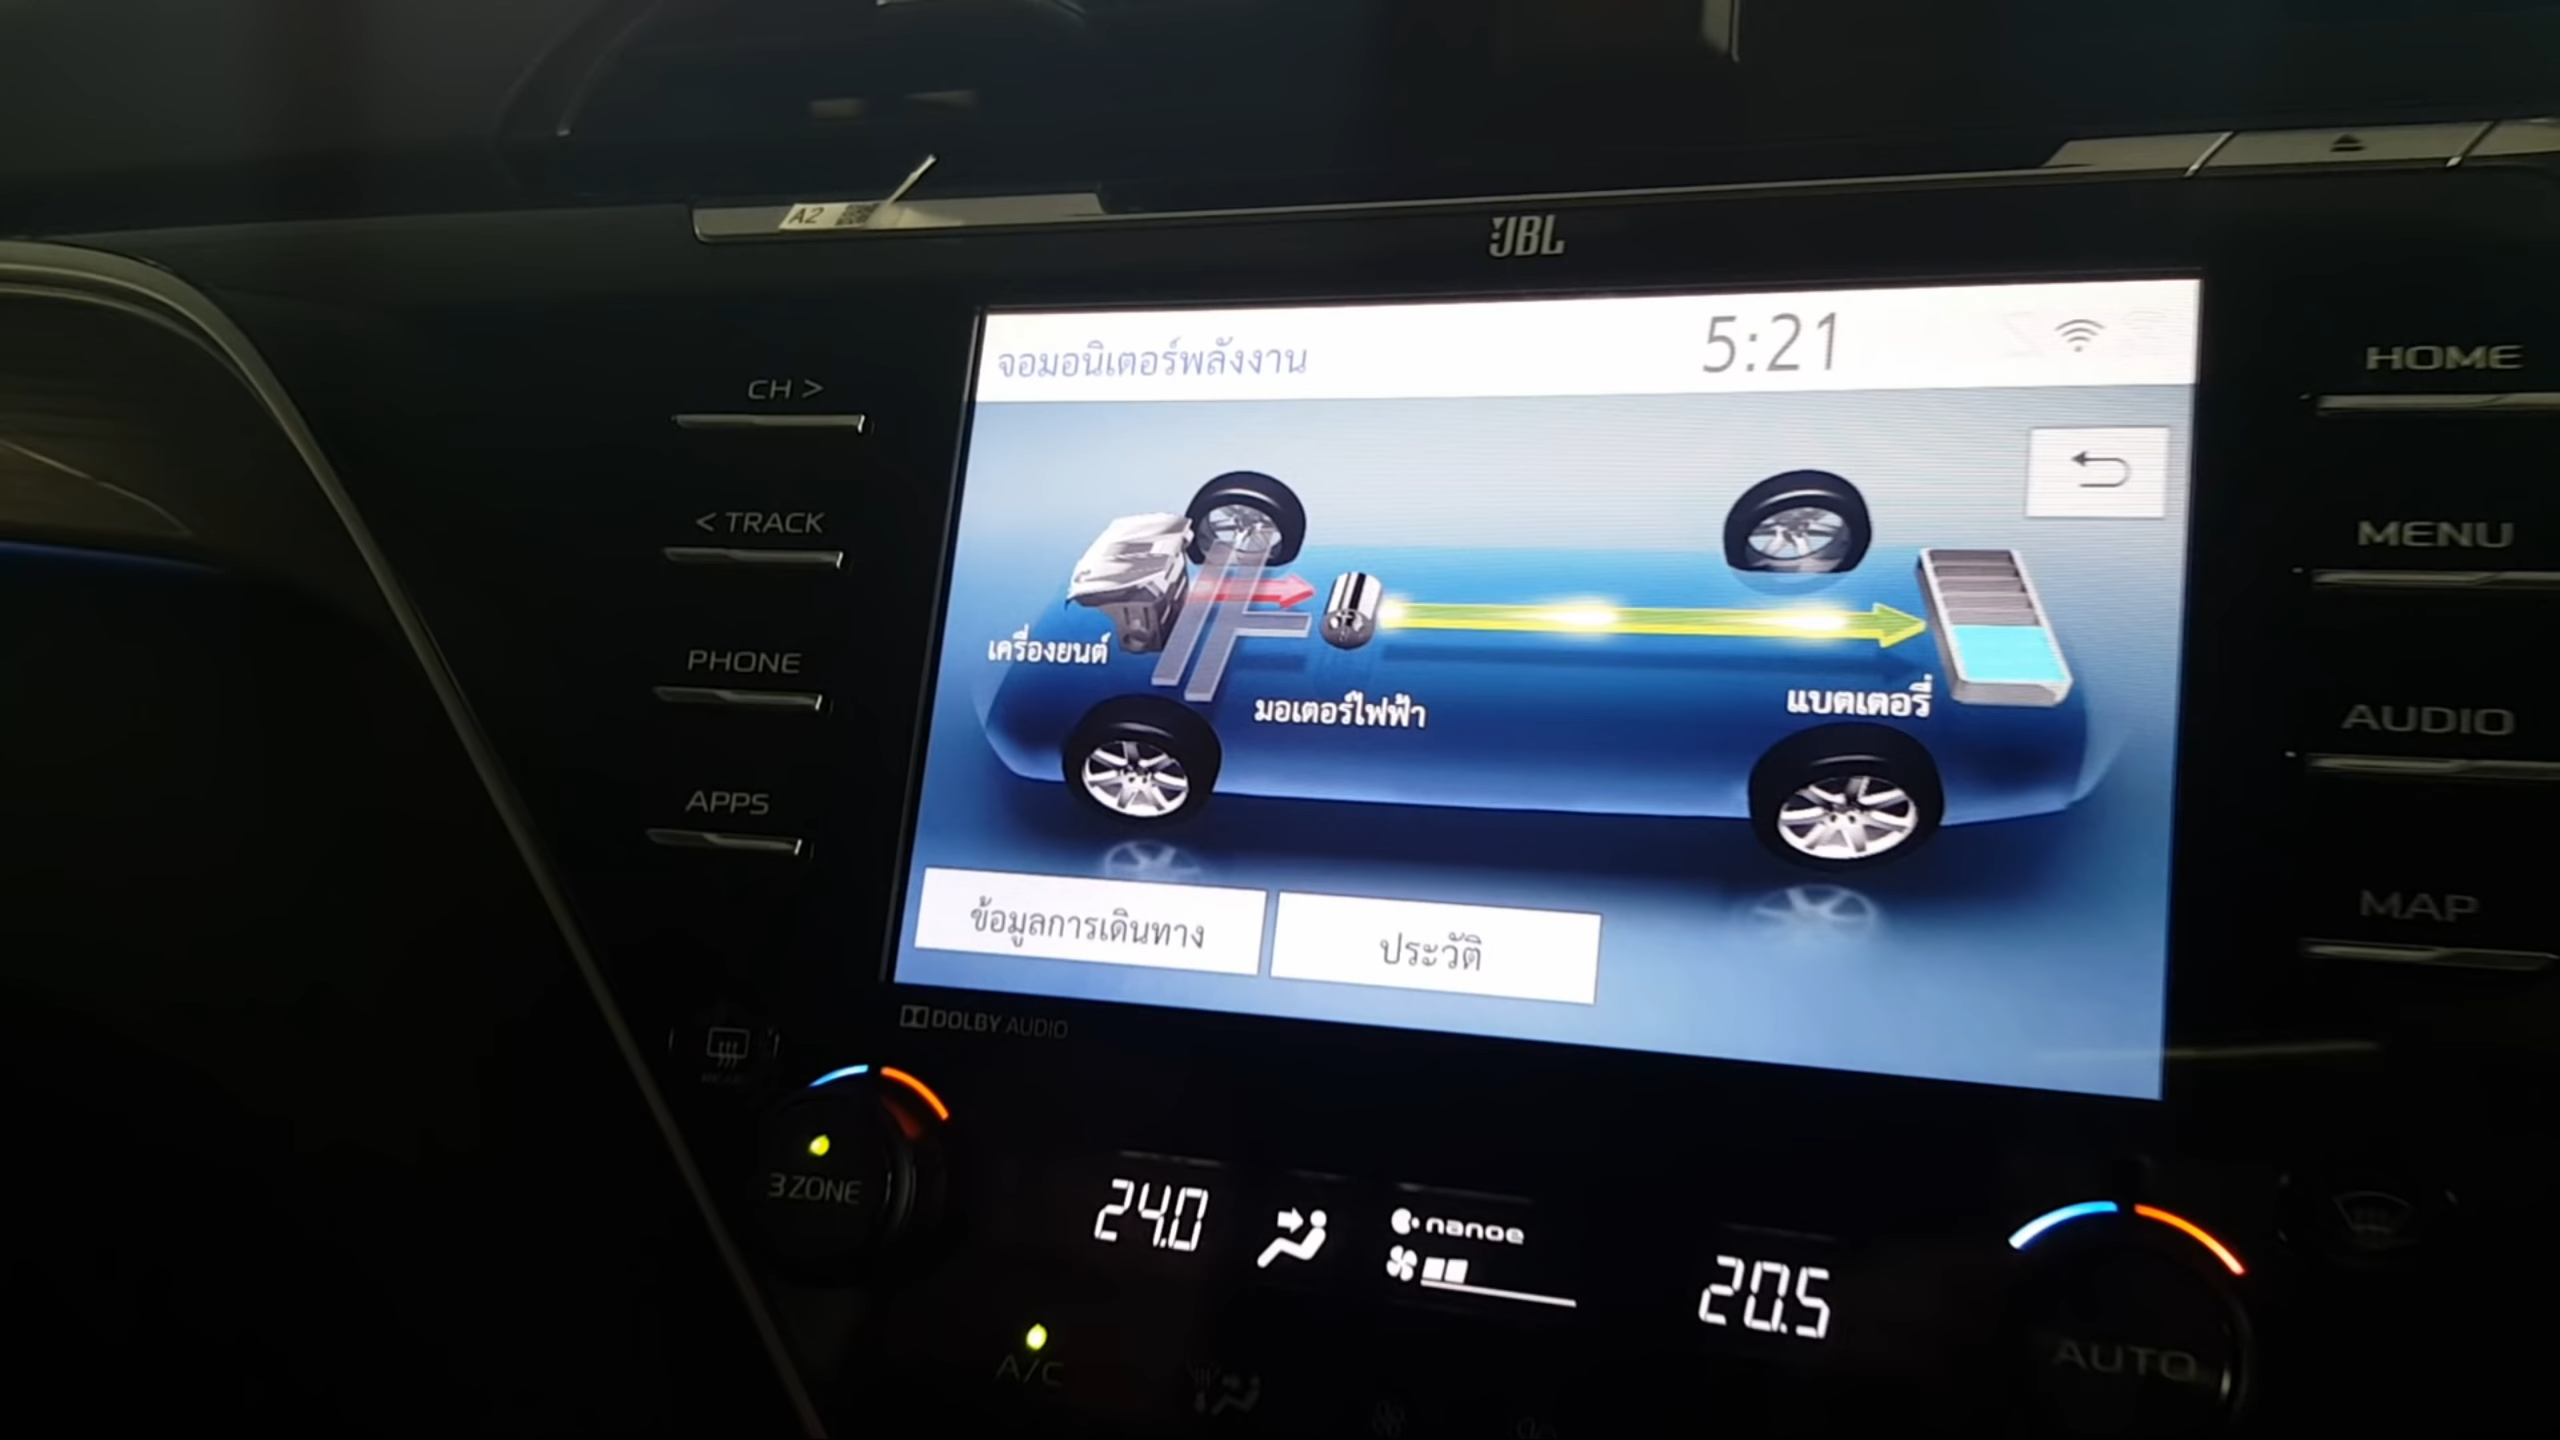 A2
JBL
จอมอนิเตอร์พลังงาน 5:21
CH >
HOME
< TRACK
MENU
เครื่องยนต์
PHONE
มอเตอร์ไฟฟ้า
แบตเตอรี่
AUDIO
APPS
MAP
ข้อมูลการเดินทาง ประวัติ
DOLBY AUDIO
3ZONE
24.0
nanoe
20.5
A/C
AUTO